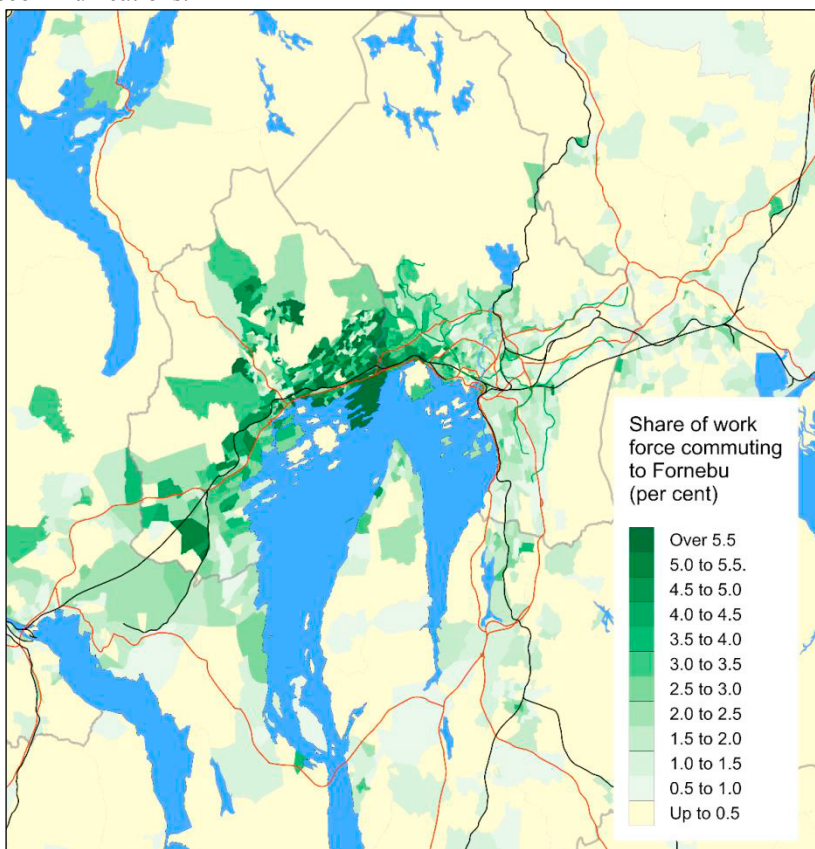 Share of work
force commuting
to Fornebu
(per cent)
Over 5.5
5.0 to 5.5.
4.5 to 5.0
4.0 to 4.5
3.5 to 4.0
3.0 to 3.5
2.5 to 3.0
2.0 to 2.5
1.5 to 2.0
1.0 to 1.5
0.5 to 1.0
Up to 0.5